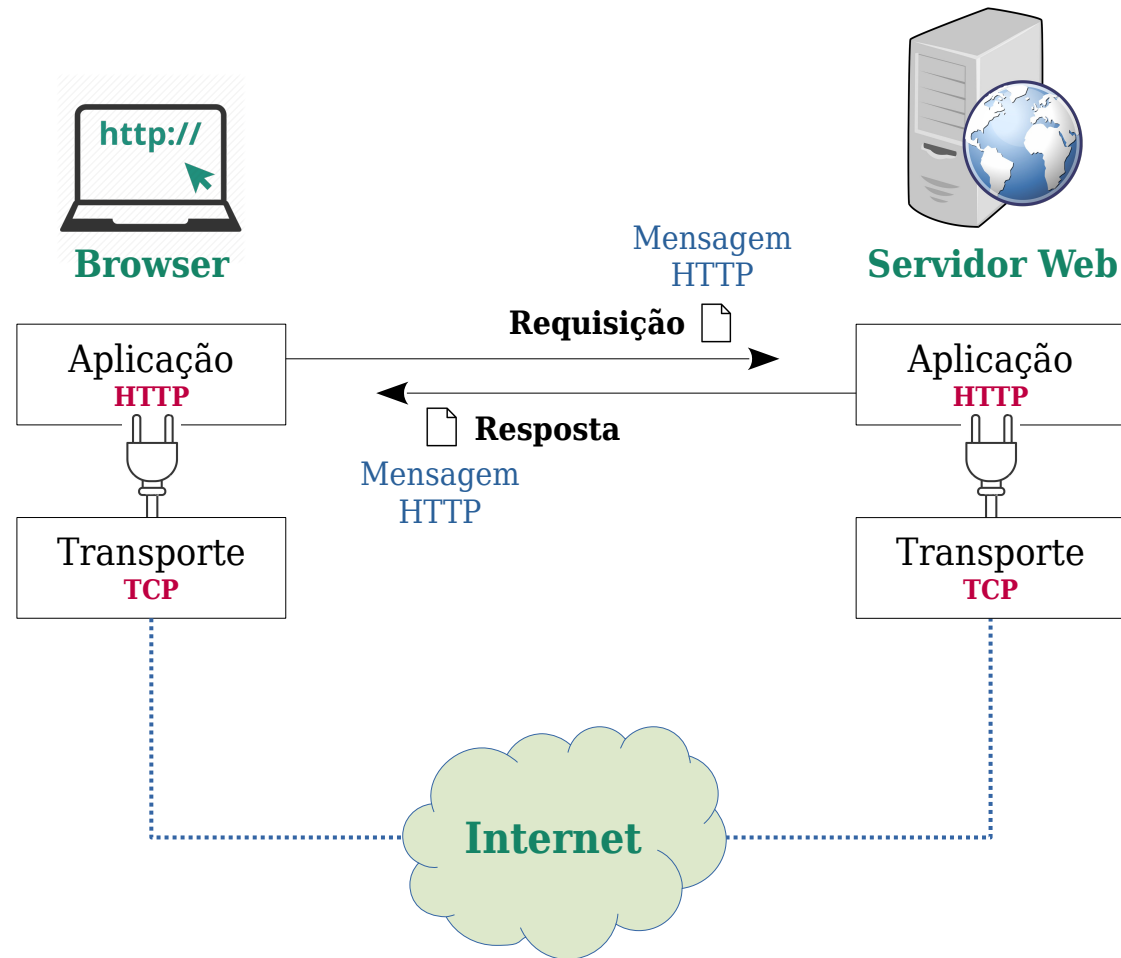 http://
Browser
Servidor Web
Mensagem
HTTP
Requisição
Aplicação
HTTP
Aplicação
HTTP
Resposta
Mensagem
HTTP
Transporte
TCP
Transporte
TCP
Internet